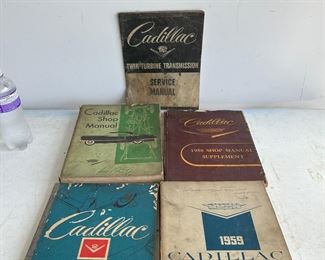 Cadillac
TWIN TURBINE TRANSMISSION
SERVICE
MANUAL
Cadillac
Shop
Manual
Cadillac
1958 SHOP MANUAL
SUPPLEMENT
Cadillac
1959
CADILLAC